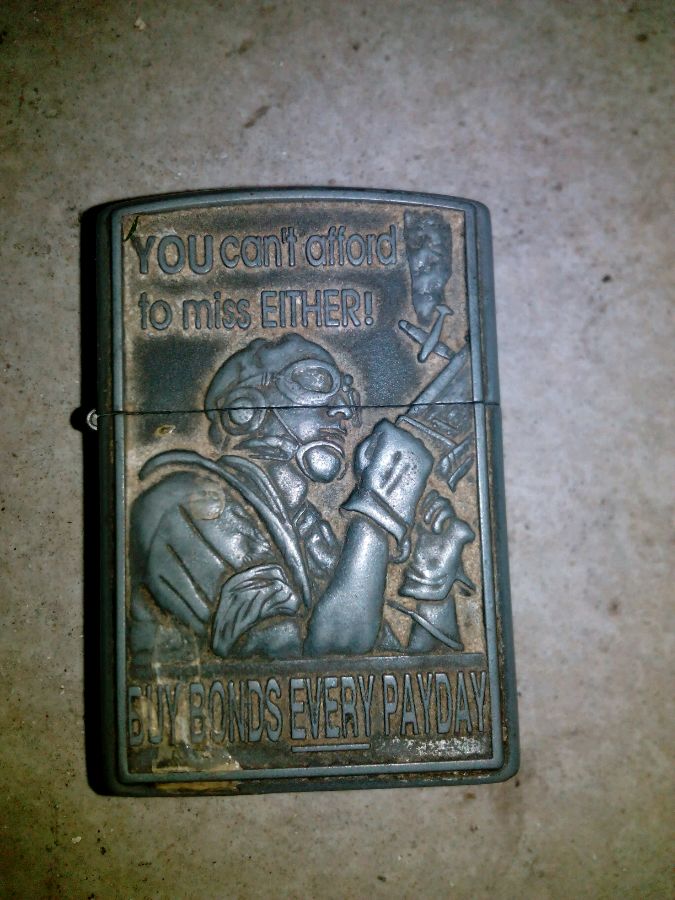 YOU can't afford
to miss EITHER!
BUY BONDS EVERY PAYDAY